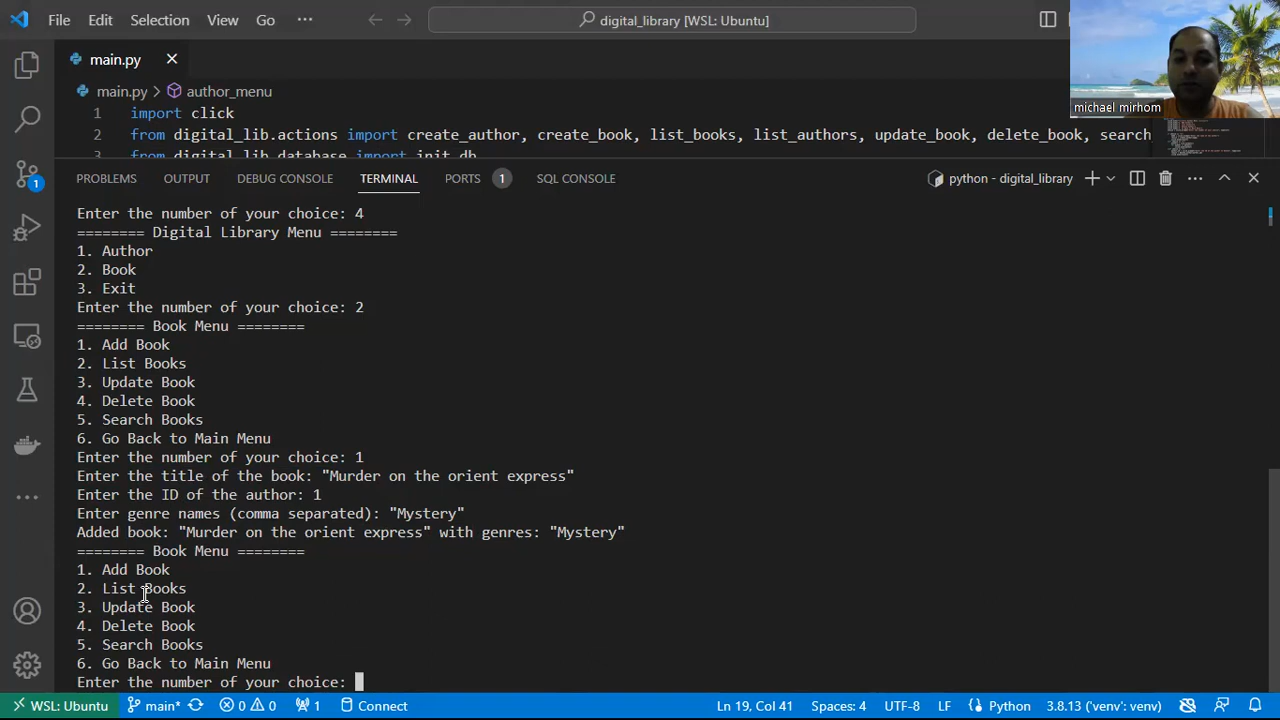 File Edit Selection View Go ··· digital_library [WSL: Ubuntu]
main.py
main.py > author_menu
1 import click
2 from digital_lib.actions import create_author, create_book, list_books, list_authors, update_book, delete_book, search
3 from digital_lib.database import init_db
michael mirhom
PROBLEMS OUTPUT DEBUG CONSOLE TERMINAL PORTS 1 SQL CONSOLE python - digital_library
Enter the number of your choice: 4
======== Digital Library Menu ========
1. Author
2. Book
3. Exit
Enter the number of your choice: 2
======== Book Menu ========
1. Add Book
2. List Books
3. Update Book
4. Delete Book
5. Search Books
6. Go Back to Main Menu
Enter the number of your choice: 1
Enter the title of the book: "Murder on the orient express"
Enter the ID of the author: 1
Enter genre names (comma separated): "Mystery"
Added book: "Murder on the orient express" with genres: "Mystery"
======== Book Menu ========
1. Add Book
2. List Books
3. Update Book
4. Delete Book
5. Search Books
6. Go Back to Main Menu
Enter the number of your choice:
1
WSL: Ubuntu main* 0 0 1 Connect Ln 19, Col 41 Spaces: 4 UTF-8 LF Python 3.8.13 ('venv': venv)